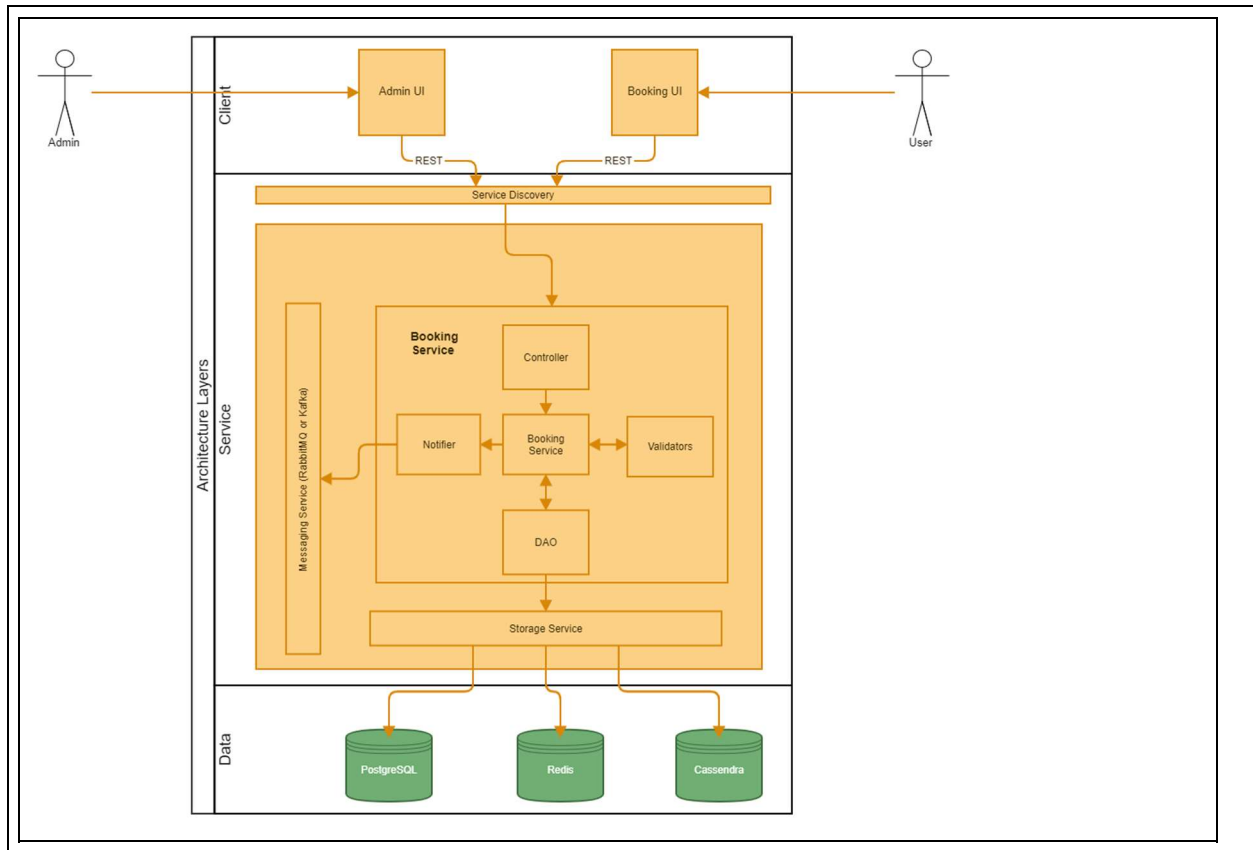 Admin
User
Architecture Layers
Client
Admin UI
Booking UI
REST
REST
Service
Service Discovery
Booking
Service
Controller
Messaging Service (RabbitMQ or Kafka)
Notifier
Booking
Service
Validators
DAO
Storage Service
Data
PostgreSQL
Redis
Cassendra